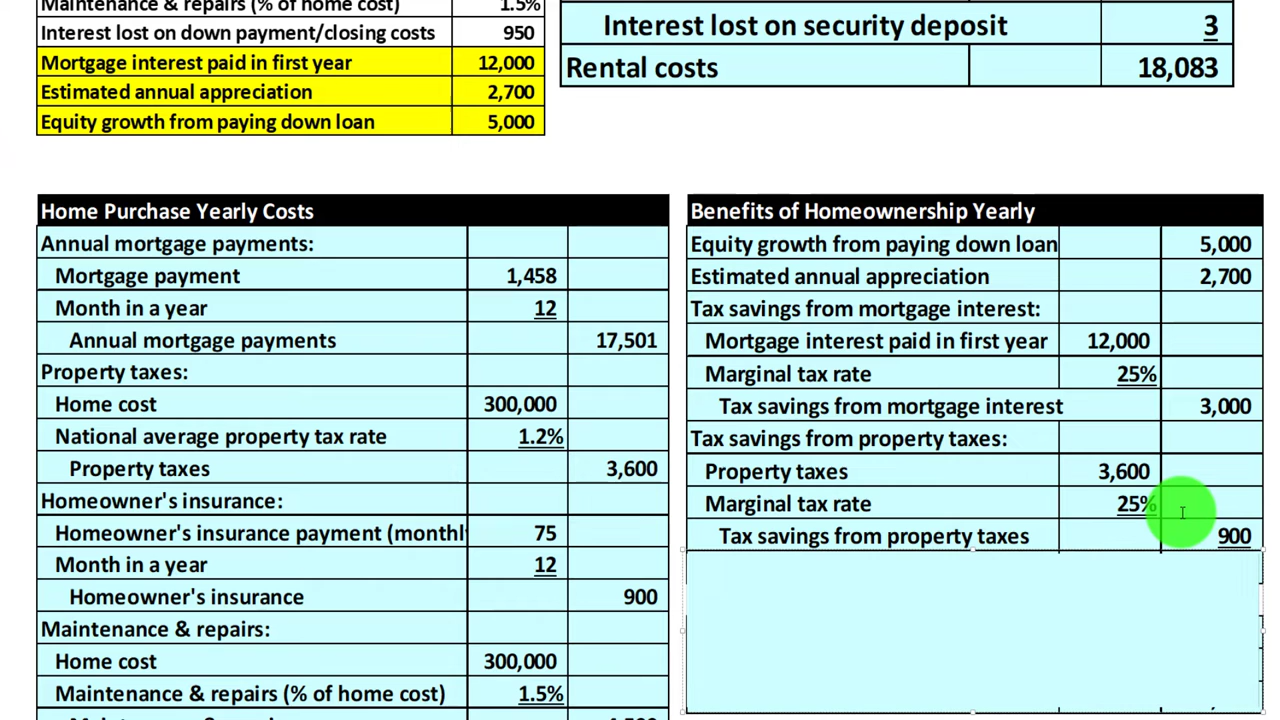 Maintenance & repairs (% of home cost) 1.5%
Interest lost on down payment/closing costs 950
Mortgage interest paid in first year 12,000
Estimated annual appreciation 2,700
Equity growth from paying down loan 5,000
Interest lost on security deposit 3
Rental costs 18,083
Home Purchase Yearly Costs
Annual mortgage payments:
Mortgage payment 1,458
Month in a year 12
Annual mortgage payments 17,501
Property taxes:
Home cost 300,000
National average property tax rate 1.2%
Property taxes 3,600
Homeowner's insurance:
Homeowner's insurance payment (monthly 75
Month in a year 12
Homeowner's insurance 900
Maintenance & repairs:
Home cost 300,000
Maintenance & repairs (% of home cost) 1.5%
Benefits of Homeownership Yearly
Equity growth from paying down loan 5,000
Estimated annual appreciation 2,700
Tax savings from mortgage interest:
Mortgage interest paid in first year 12,000
Marginal tax rate 25%
Tax savings from mortgage interest 3,000
Tax savings from property taxes:
Property taxes 3,600
Marginal tax rate 25%
Tax savings from property taxes 900